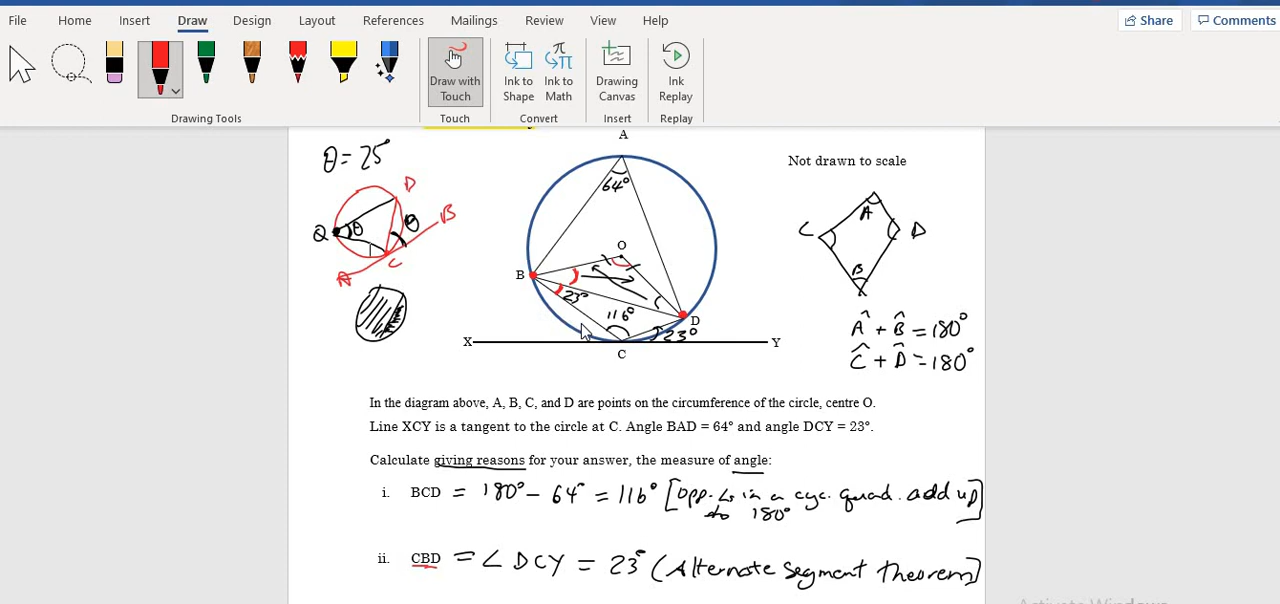 File Home Insert Draw Design Layout References Mailings Review View Help Share Comments
Draw with Touch
Ink to Shape
Ink to Math
Drawing Canvas
Ink Replay
Drawing Tools Touch Convert Insert Replay
A
θ = 25°
Not drawn to scale
64°
D
B
Q θ θ
A C
C A D
B
O
B
23°
116°
D
23°
X Y
C
Â + B̂ = 180°
Ĉ + D̂ = 180°
In the diagram above, A, B, C, and D are points on the circumference of the circle, centre O.
Line XCY is a tangent to the circle at C. Angle BAD = 64° and angle DCY = 23°.
Calculate giving reasons for your answer, the measure of angle:
i. BCD = 180° - 64° = 116° [Opp. ∠s in a cyc. quad. add up
to 180°]
ii. CBD = ∠DCY = 23° (Alternate segment theorem]